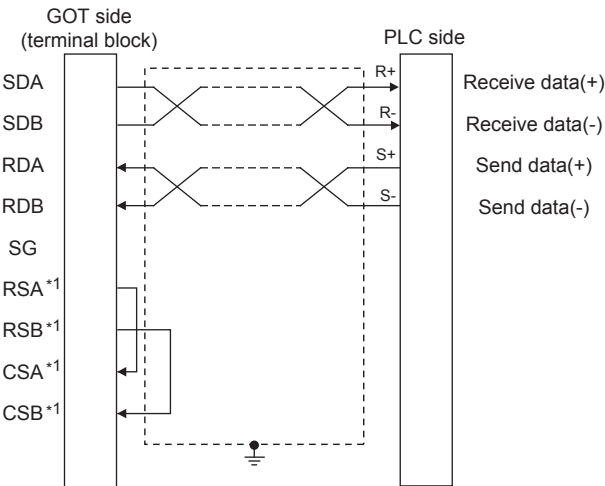 GOT side
(terminal block)
PLC side
SDA
R+
Receive data(+)
SDB
R-
Receive data(-)
RDA
S+
Send data(+)
RDB
S-
Send data(-)
SG
RSA*1
RSB*1
CSA*1
CSB*1